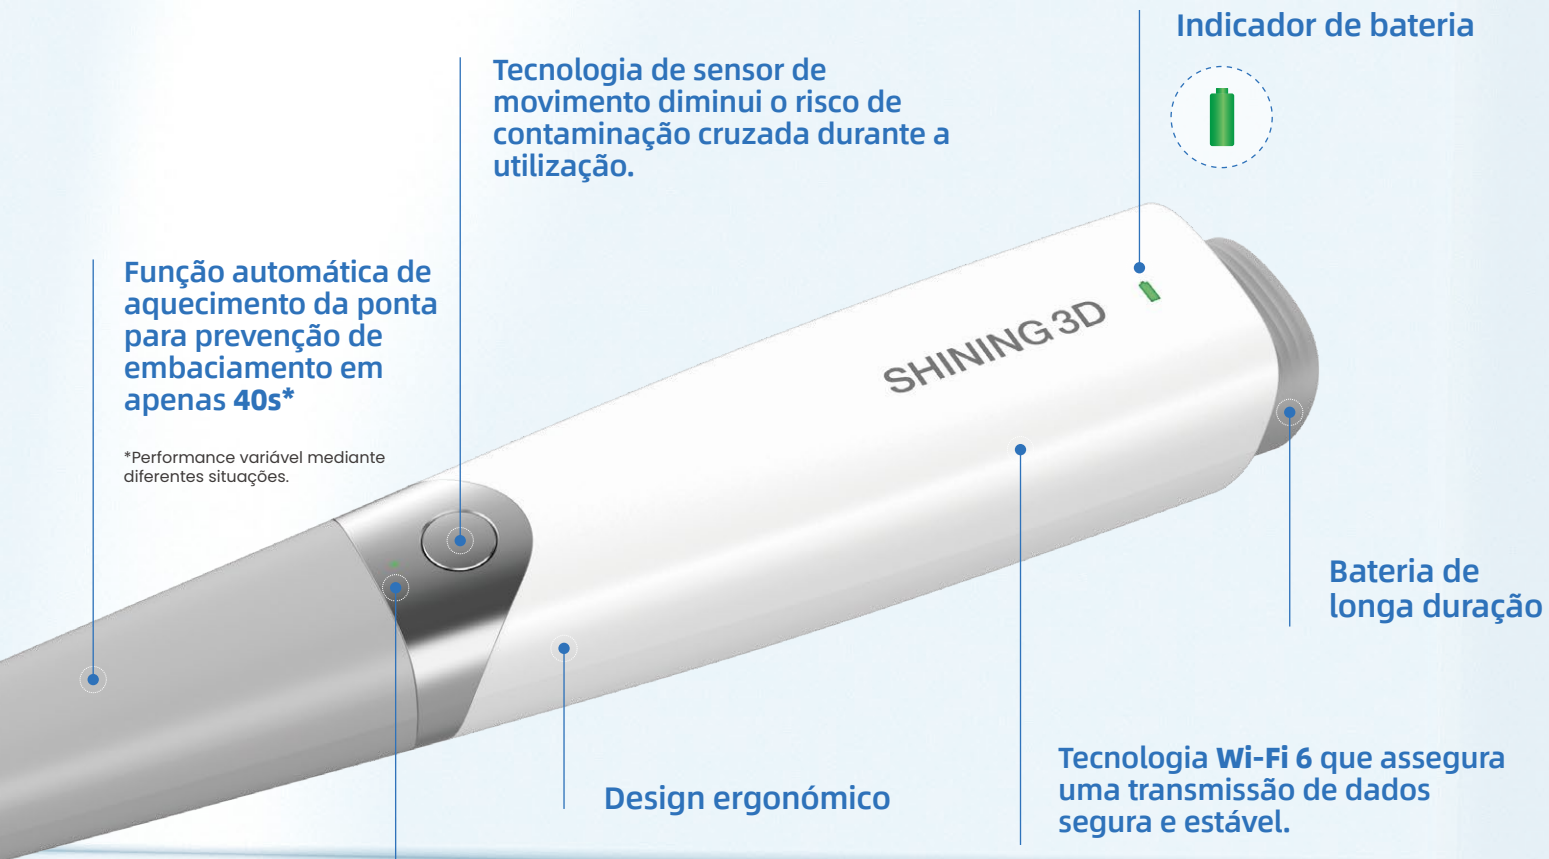 Indicador de bateria
Tecnologia de sensor de
movimento diminui o risco de
contaminação cruzada durante a
utilização.
Função automática de
aquecimento da ponta
para prevenção de
embaciamento em
apenas 40s*
*Performance variável mediante
diferentes situações.
SHINING 3D
Bateria de
longa duração
Design ergonómico
Tecnologia Wi-Fi 6 que assegura
uma transmissão de dados
segura e estável.